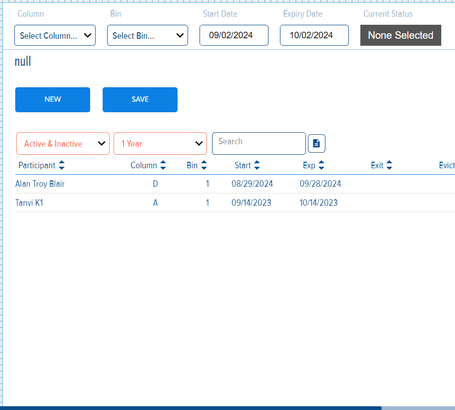 Column Bin Start Date Expiry Date Current Status
Select Column... Select Bin... 09/02/2024 10/02/2024 None Selected
null
NEW SAVE
Active & Inactive 1 Year Search
Participant Column Bin Start Exp Exit Evict
Alan Troy Blair D 1 08/29/2024 09/28/2024
Tanvi K1 A 1 09/14/2023 10/14/2023